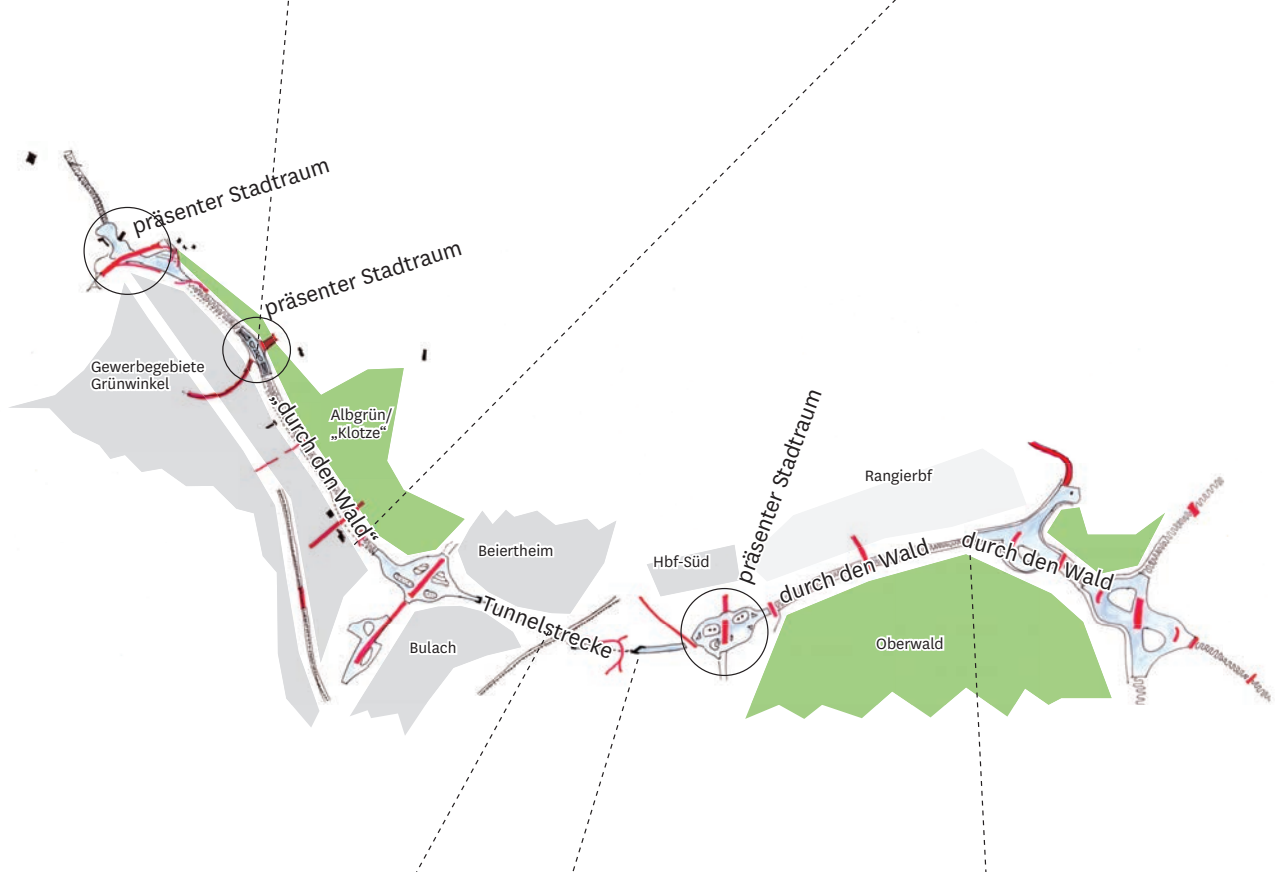 präsenter Stadtraum
präsenter Stadtraum
Gewerbegebiete
Grünwinkel
Albgrün/
„Klotze“
„durch den Wald“
Beiertheim
Bulach
Tunnelstrecke
Hbf-Süd
präsenter Stadtraum
Rangierbf
durch den Wald
durch den Wald
Oberwald